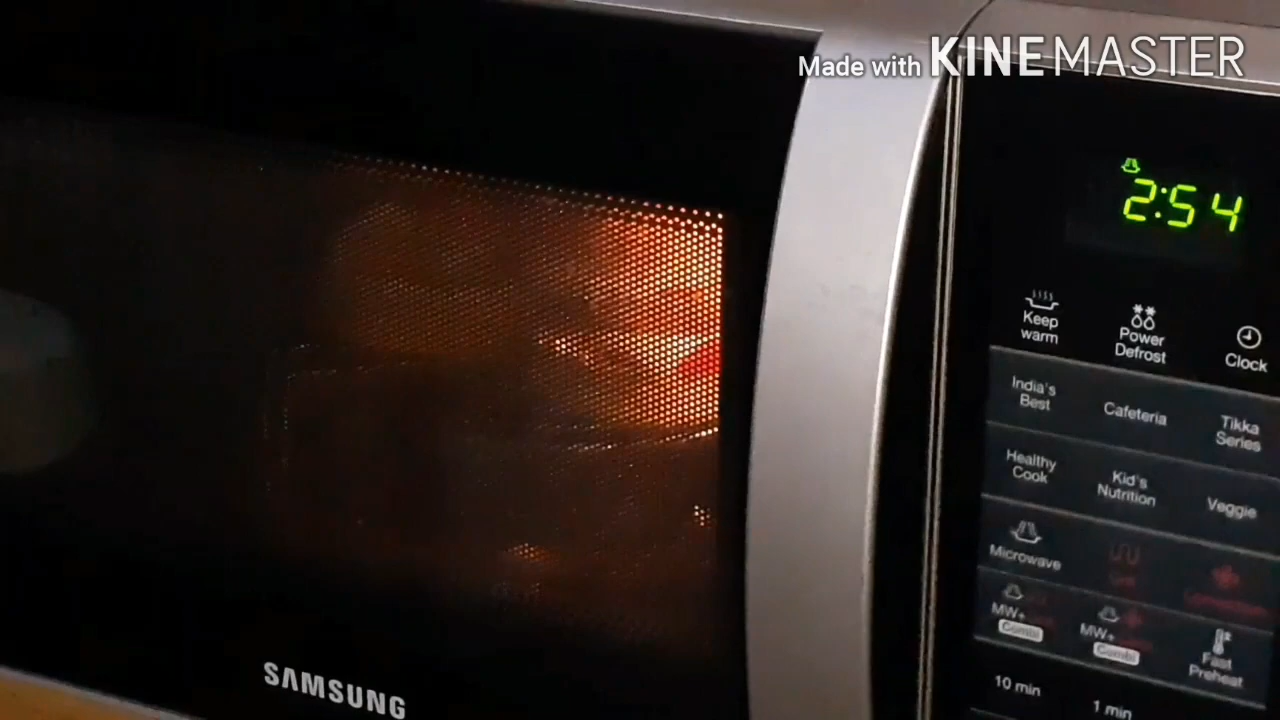 Made with KINEMASTER
2:54
Keep
warm
Power
Defrost
Clock
India's
Best
Cafeteria
Tikka
Series
Healthy
Cook
Kid's
Nutrition
Veggie
Microwave
MW+
Combi
MW+
Combi
Fast
Preheat
10 min
1 min
SAMSUNG